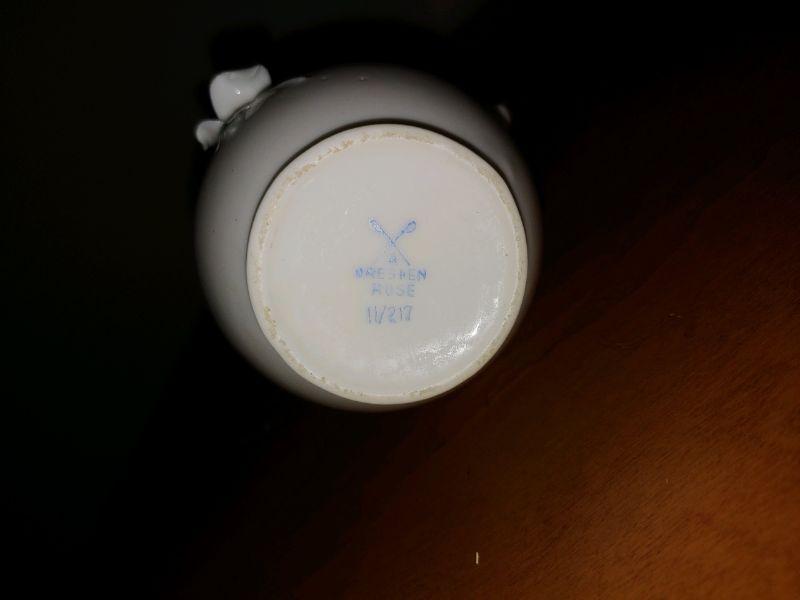 DRESDEN
ROSE
11/217